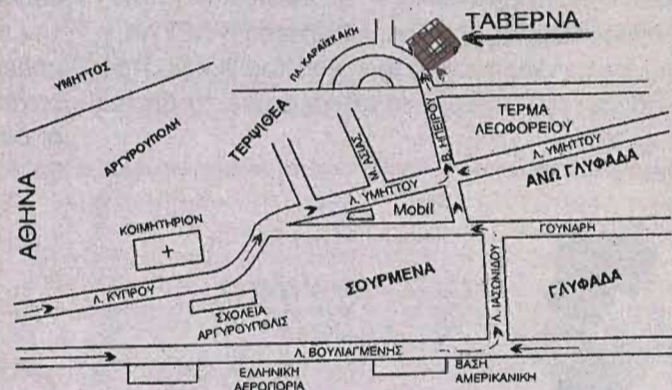 ΤΑΒΕΡΝΑ
ΠΛ. ΚΑΡΑΪΣΚΑΚΗ
ΥΜΗΤΤΟΣ
ΑΡΓΥΡΟΥΠΟΛΗ
ΤΕΡΨΙΘΕΑ
Μ. ΑΣΙΑΣ
Β. ΗΠΕΙΡΟΥ
ΤΕΡΜΑ
ΛΕΩΦΟΡΕΙΟΥ
Λ. ΥΜΗΤΤΟΥ
ΑΝΩ ΓΛΥΦΑΔΑ
Λ. ΥΜΗΤΤΟΥ
Mobil
ΑΘΗΝΑ
ΚΟΙΜΗΤΗΡΙΟΝ
ΓΟΥΝΑΡΗ
Λ. ΚΥΠΡΟΥ
ΣΟΥΡΜΕΝΑ
Λ. ΙΑΣΩΝΙΔΟΥ
ΓΛΥΦΑΔΑ
ΣΧΟΛΕΙΑ
ΑΡΓΥΡΟΥΠΟΛΙΣ
Λ. ΒΟΥΛΙΑΓΜΕΝΗΣ
ΕΛΛΗΝΙΚΗ
ΑΕΡΟΠΟΡΙΑ
ΒΑΣΗ
ΑΜΕΡΙΚΑΝΙΚΗ